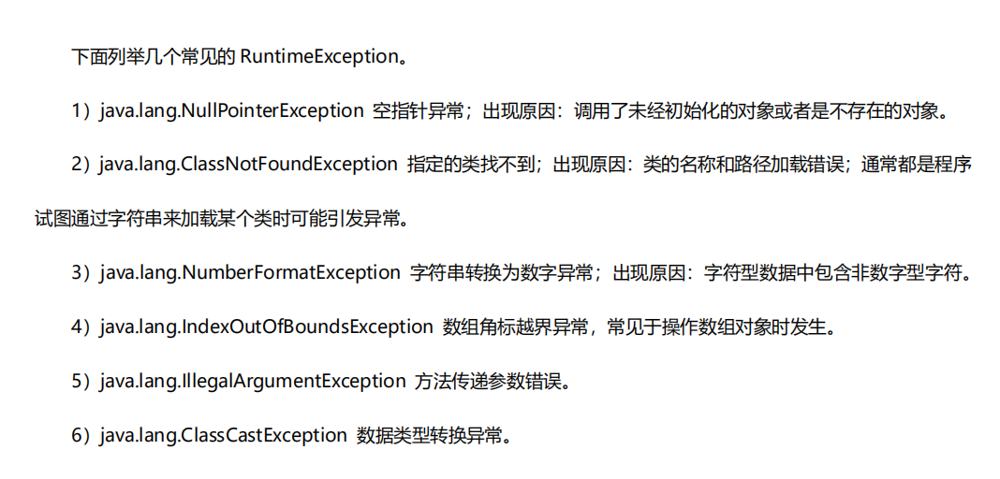 下面列举几个常见的 RuntimeException。
1）java.lang.NullPointerException 空指针异常；出现原因：调用了未经初始化的对象或者是不存在的对象。
2）java.lang.ClassNotFoundException 指定的类找不到；出现原因：类的名称和路径加载错误；通常都是程序
试图通过字符串来加载某个类时可能引发异常。
3）java.lang.NumberFormatException 字符串转换为数字异常；出现原因：字符型数据中包含非数字型字符。
4）java.lang.IndexOutOfBoundsException 数组角标越界异常，常见于操作数组对象时发生。
5）java.lang.IllegalArgumentException 方法传递参数错误。
6）java.lang.ClassCastException 数据类型转换异常。